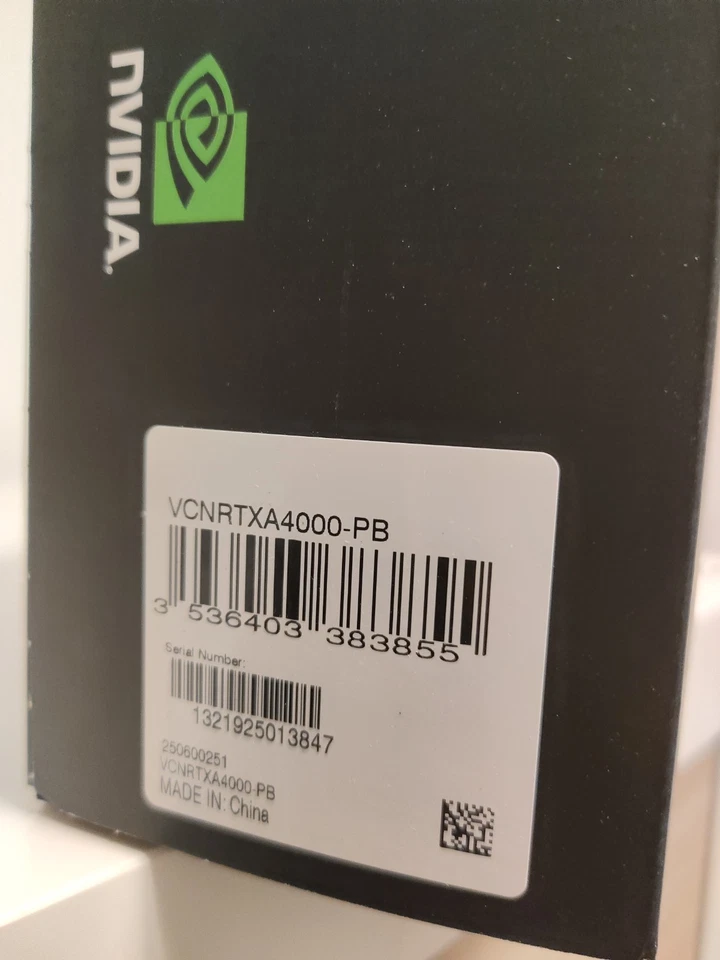 NVIDIA.
VCNRTXA4000-PB
3 536403 383855
Serial Number:
1321925013847
250600251
VCNRTXA4000-PB
MADE IN: China